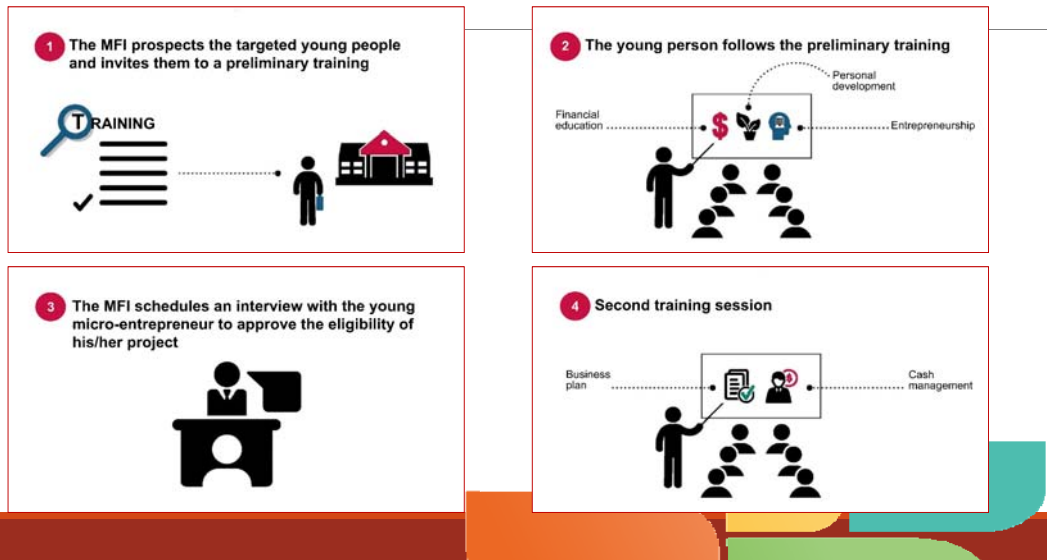 1
The MFI prospects the targeted young people
and invites them to a preliminary training
TRAINING
2
The young person follows the preliminary training
Personal
development
Financial
education
Entrepreneurship
$
3
The MFI schedules an interview with the young
micro-entrepreneur to approve the eligibility of
his/her project
4
Second training session
Business
plan
Cash
management
$